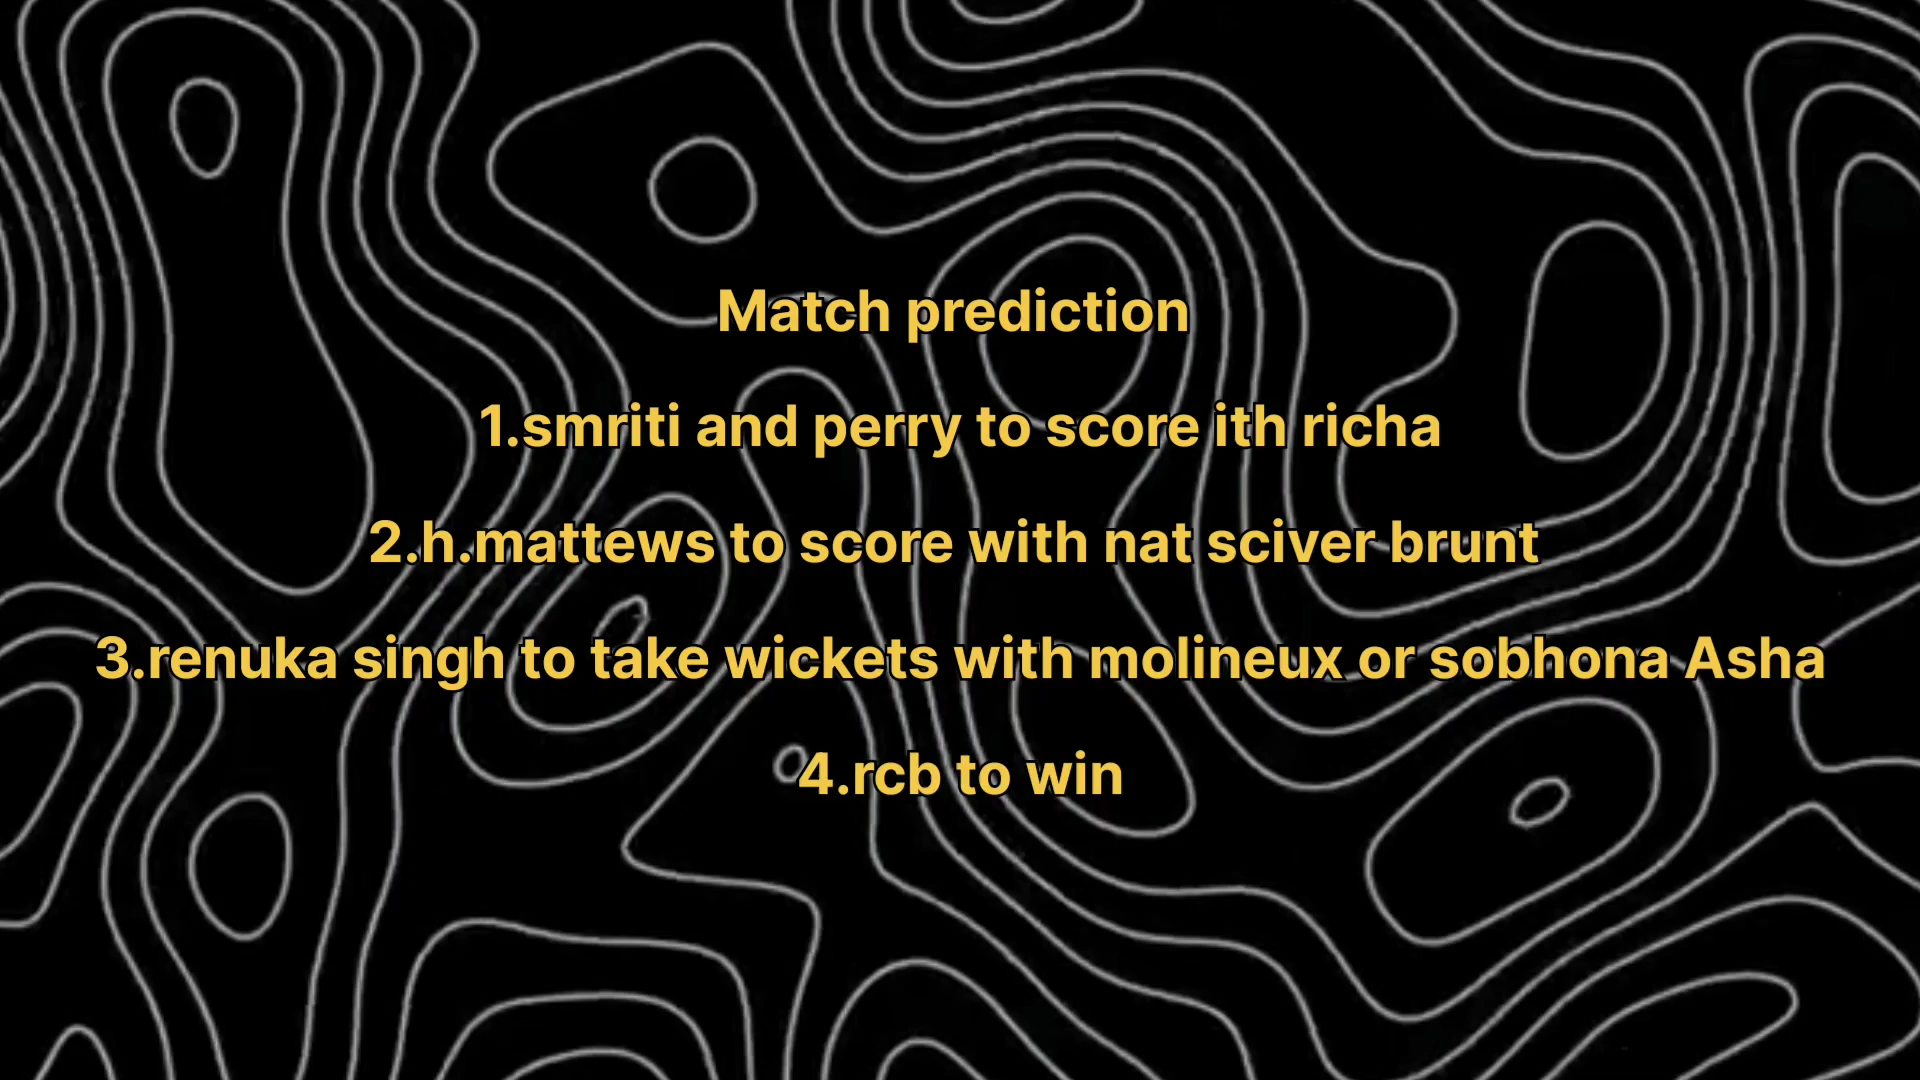 Match prediction
1.smriti and perry to score ith richa
2.h.mattews to score with nat sciver brunt
3.renuka singh to take wickets with molineux or sobhona Asha
4.rcb to win